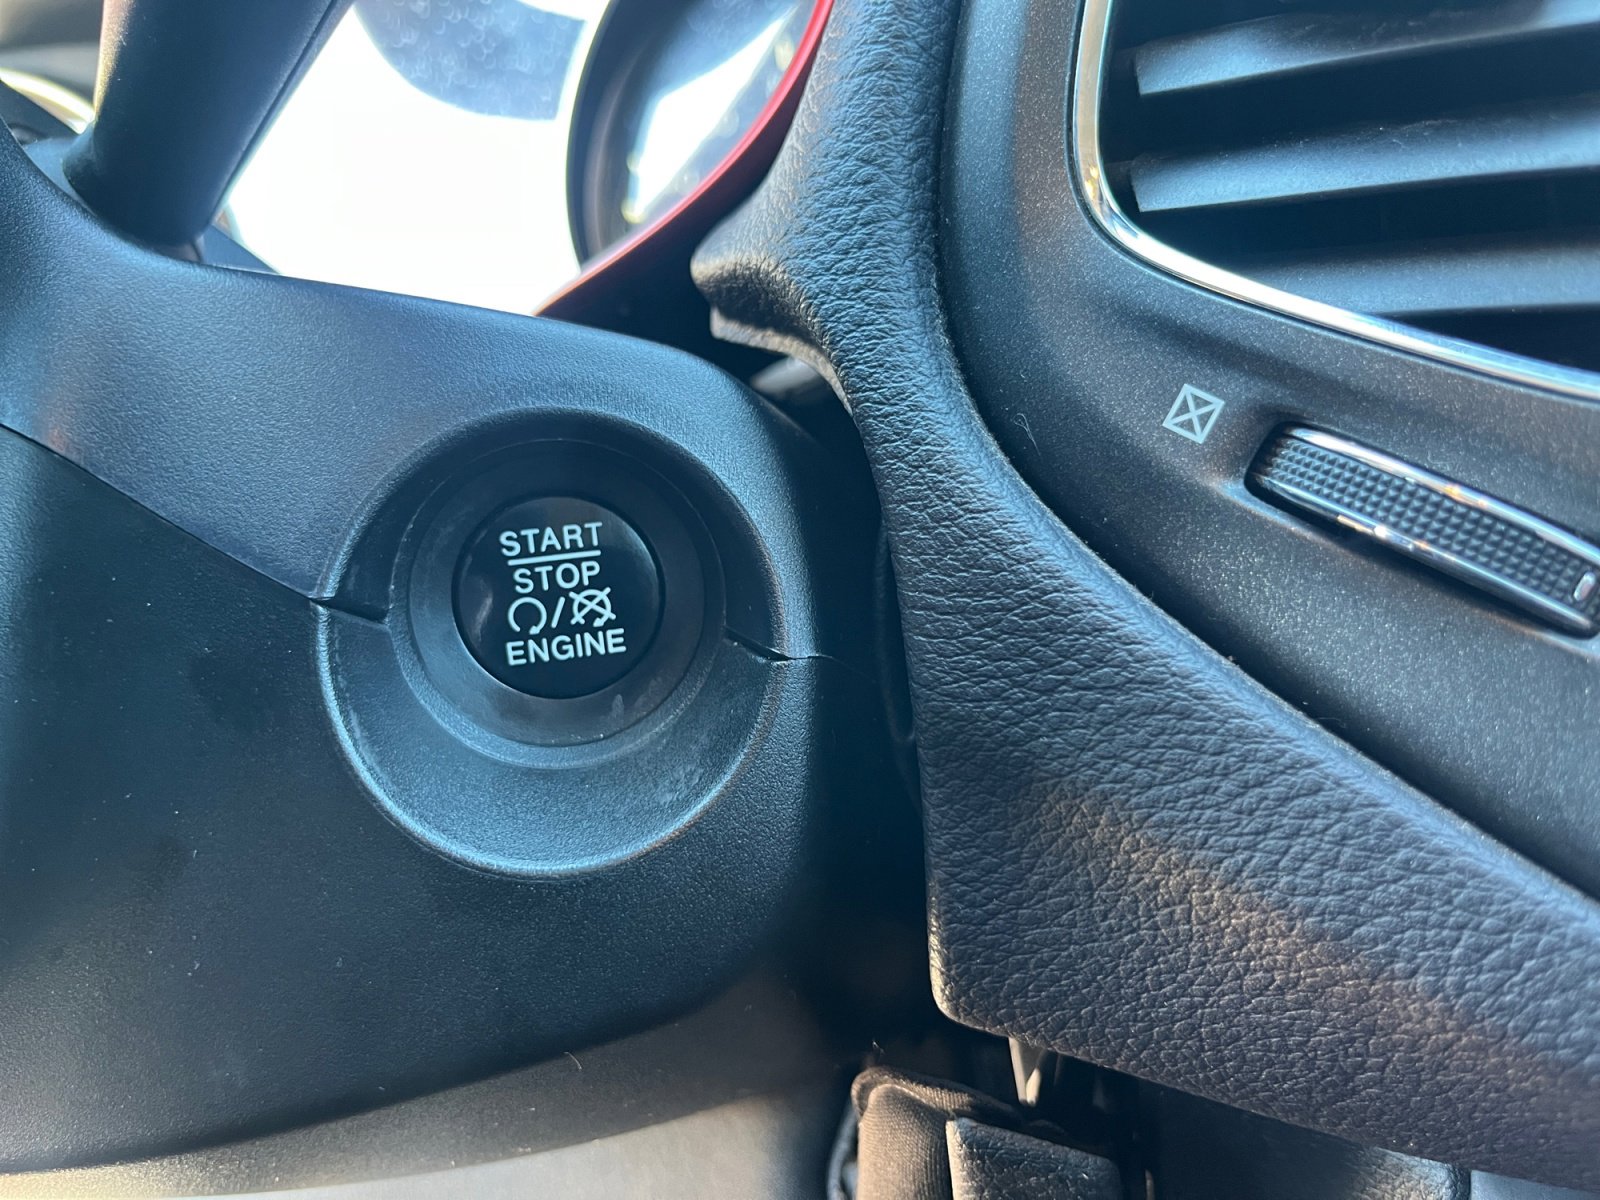 START
STOP
/
ENGINE